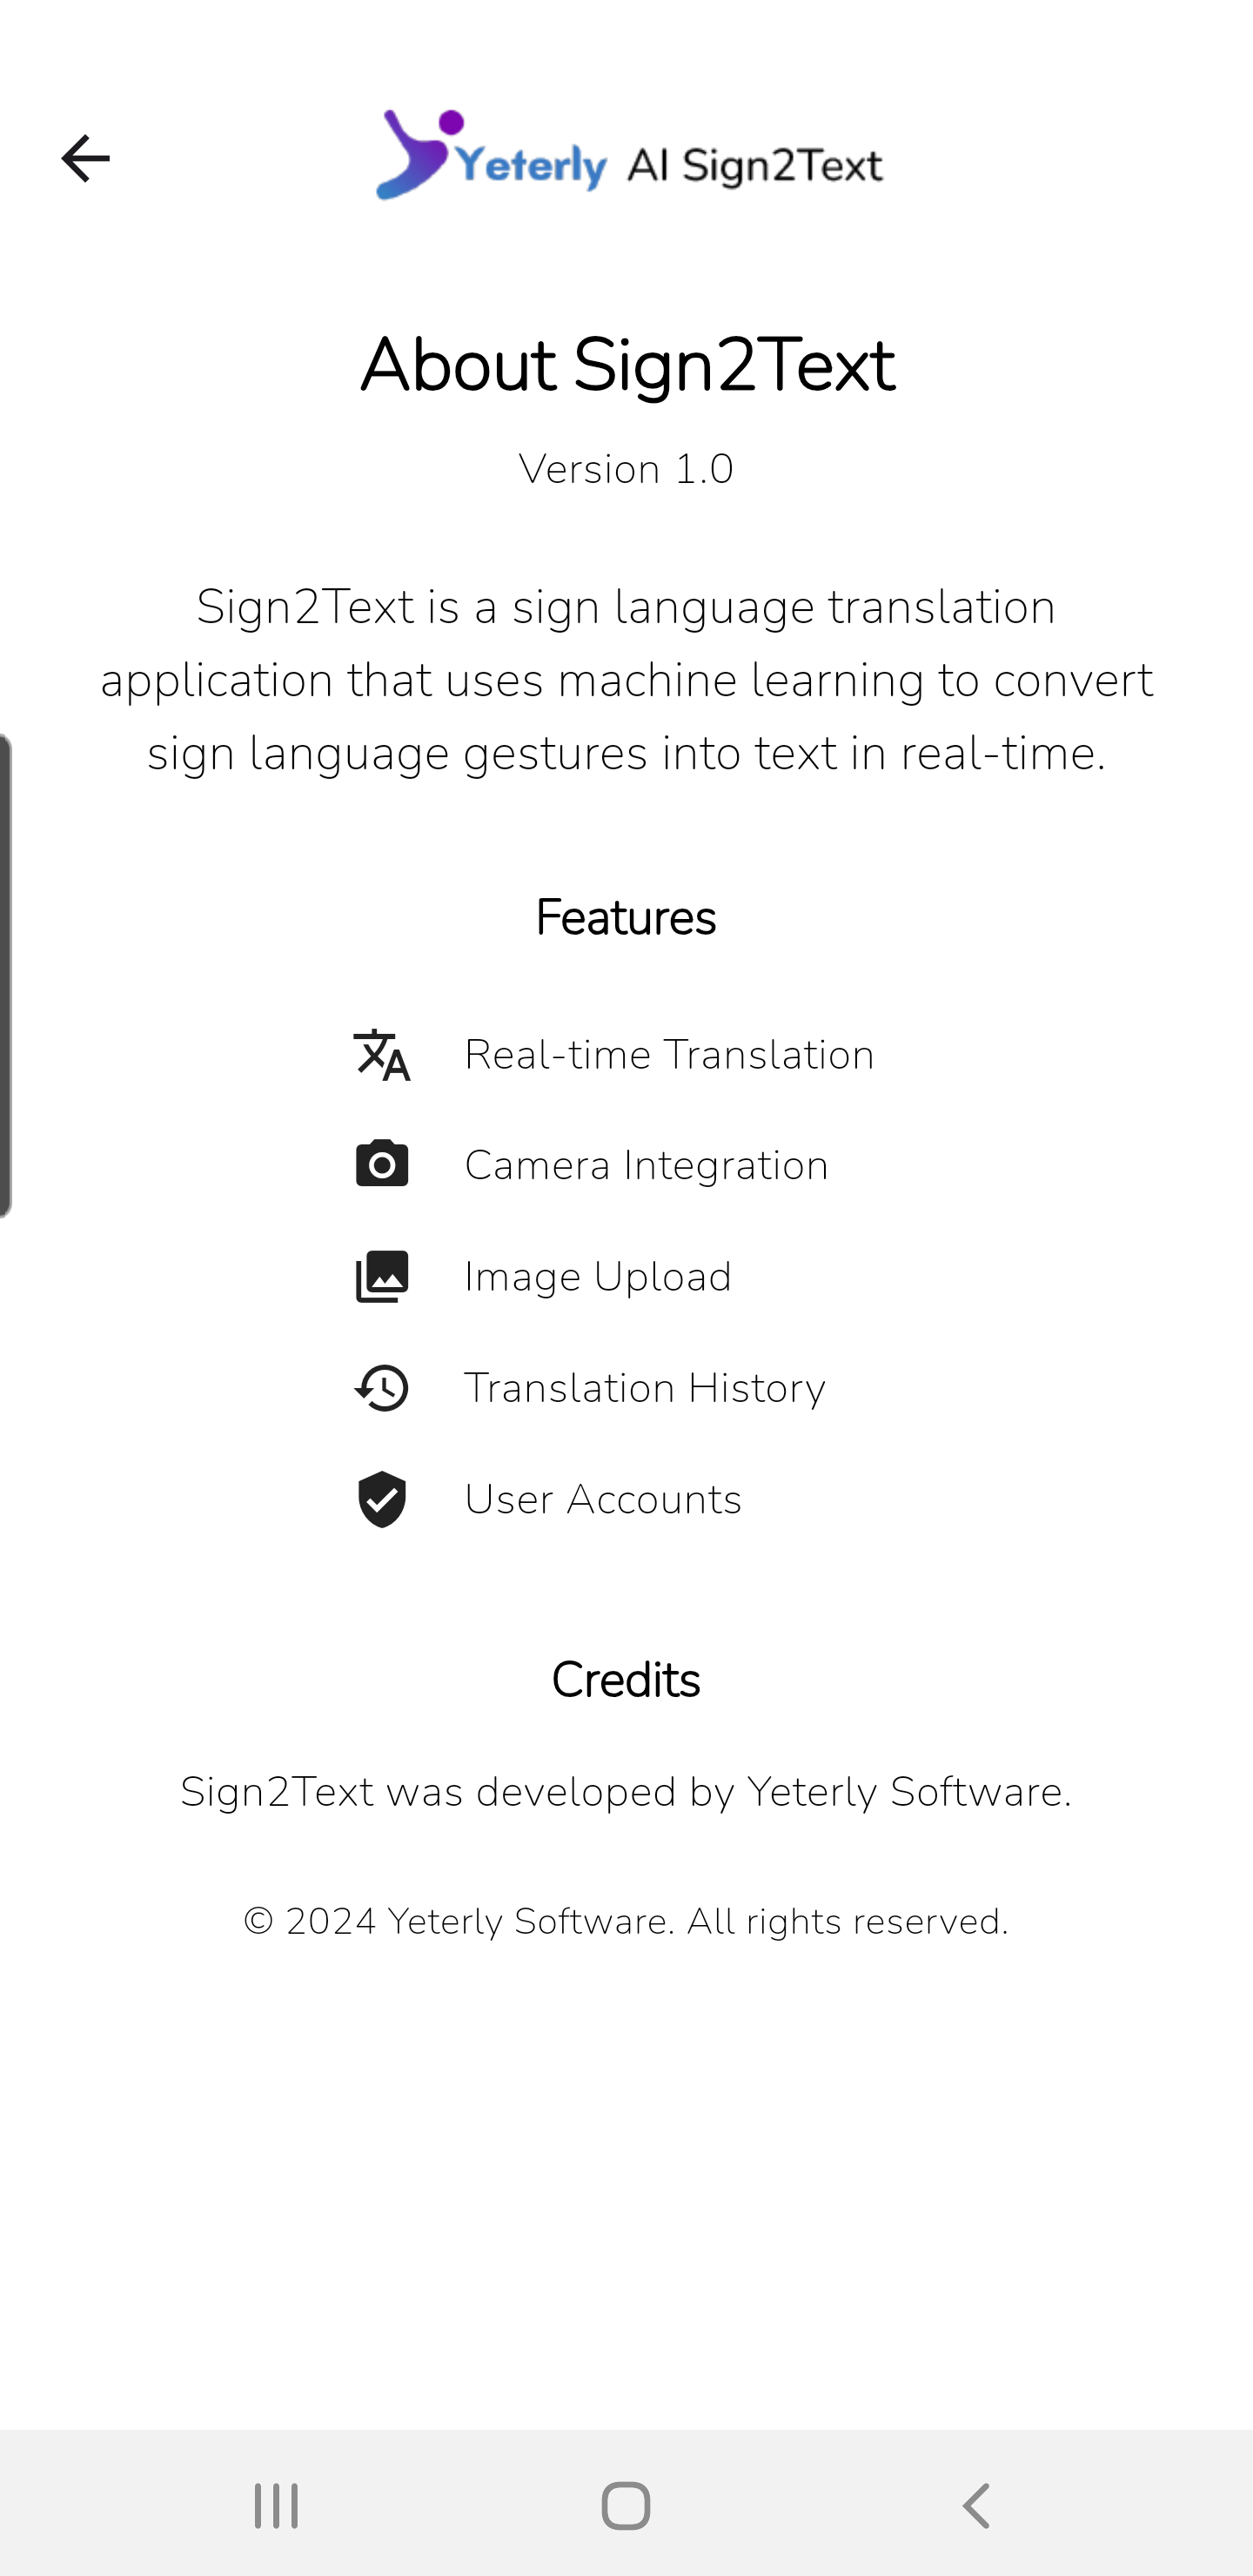 Yeterly AI Sign2Text
About Sign2Text
Version 1.0
Sign2Text is a sign language translation
application that uses machine learning to convert
sign language gestures into text in real-time.
Features
Real-time Translation
Camera Integration
Image Upload
Translation History
User Accounts
Credits
Sign2Text was developed by Yeterly Software.
© 2024 Yeterly Software. All rights reserved.